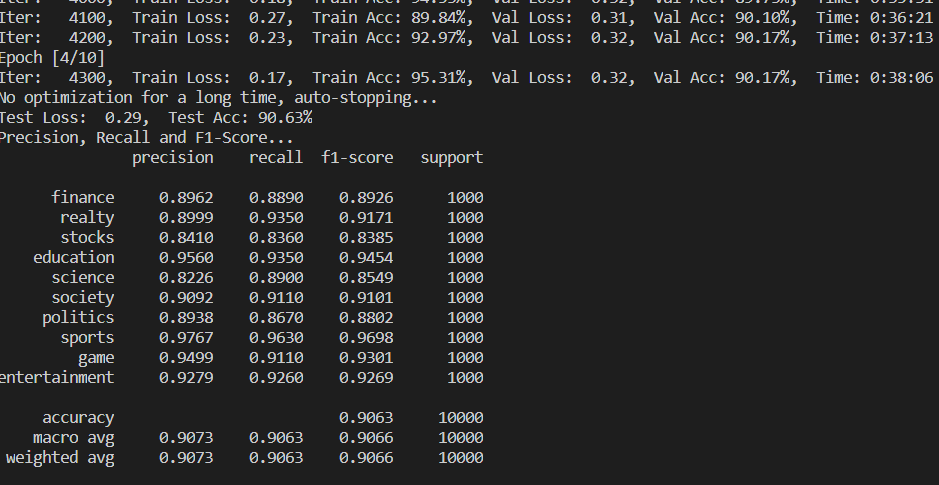 Iter: 4100, Train Loss: 0.27, Train Acc: 89.84%, Val Loss: 0.31, Val Acc: 90.10%, Time: 0:36:21
Iter: 4200, Train Loss: 0.23, Train Acc: 92.97%, Val Loss: 0.32, Val Acc: 90.17%, Time: 0:37:13
Epoch [4/10]
Iter: 4300, Train Loss: 0.17, Train Acc: 95.31%, Val Loss: 0.32, Val Acc: 90.17%, Time: 0:38:06
No optimization for a long time, auto-stopping...
Test Loss: 0.29, Test Acc: 90.63%
Precision, Recall and F1-Score...
precision recall f1-score support
finance 0.8962 0.8890 0.8926 1000
realty 0.8999 0.9350 0.9171 1000
stocks 0.8410 0.8360 0.8385 1000
education 0.9560 0.9350 0.9454 1000
science 0.8226 0.8900 0.8549 1000
society 0.9092 0.9110 0.9101 1000
politics 0.8938 0.8670 0.8802 1000
sports 0.9767 0.9630 0.9698 1000
game 0.9499 0.9110 0.9301 1000
entertainment 0.9279 0.9260 0.9269 1000
accuracy 0.9063 10000
macro avg 0.9073 0.9063 0.9066 10000
weighted avg 0.9073 0.9063 0.9066 10000